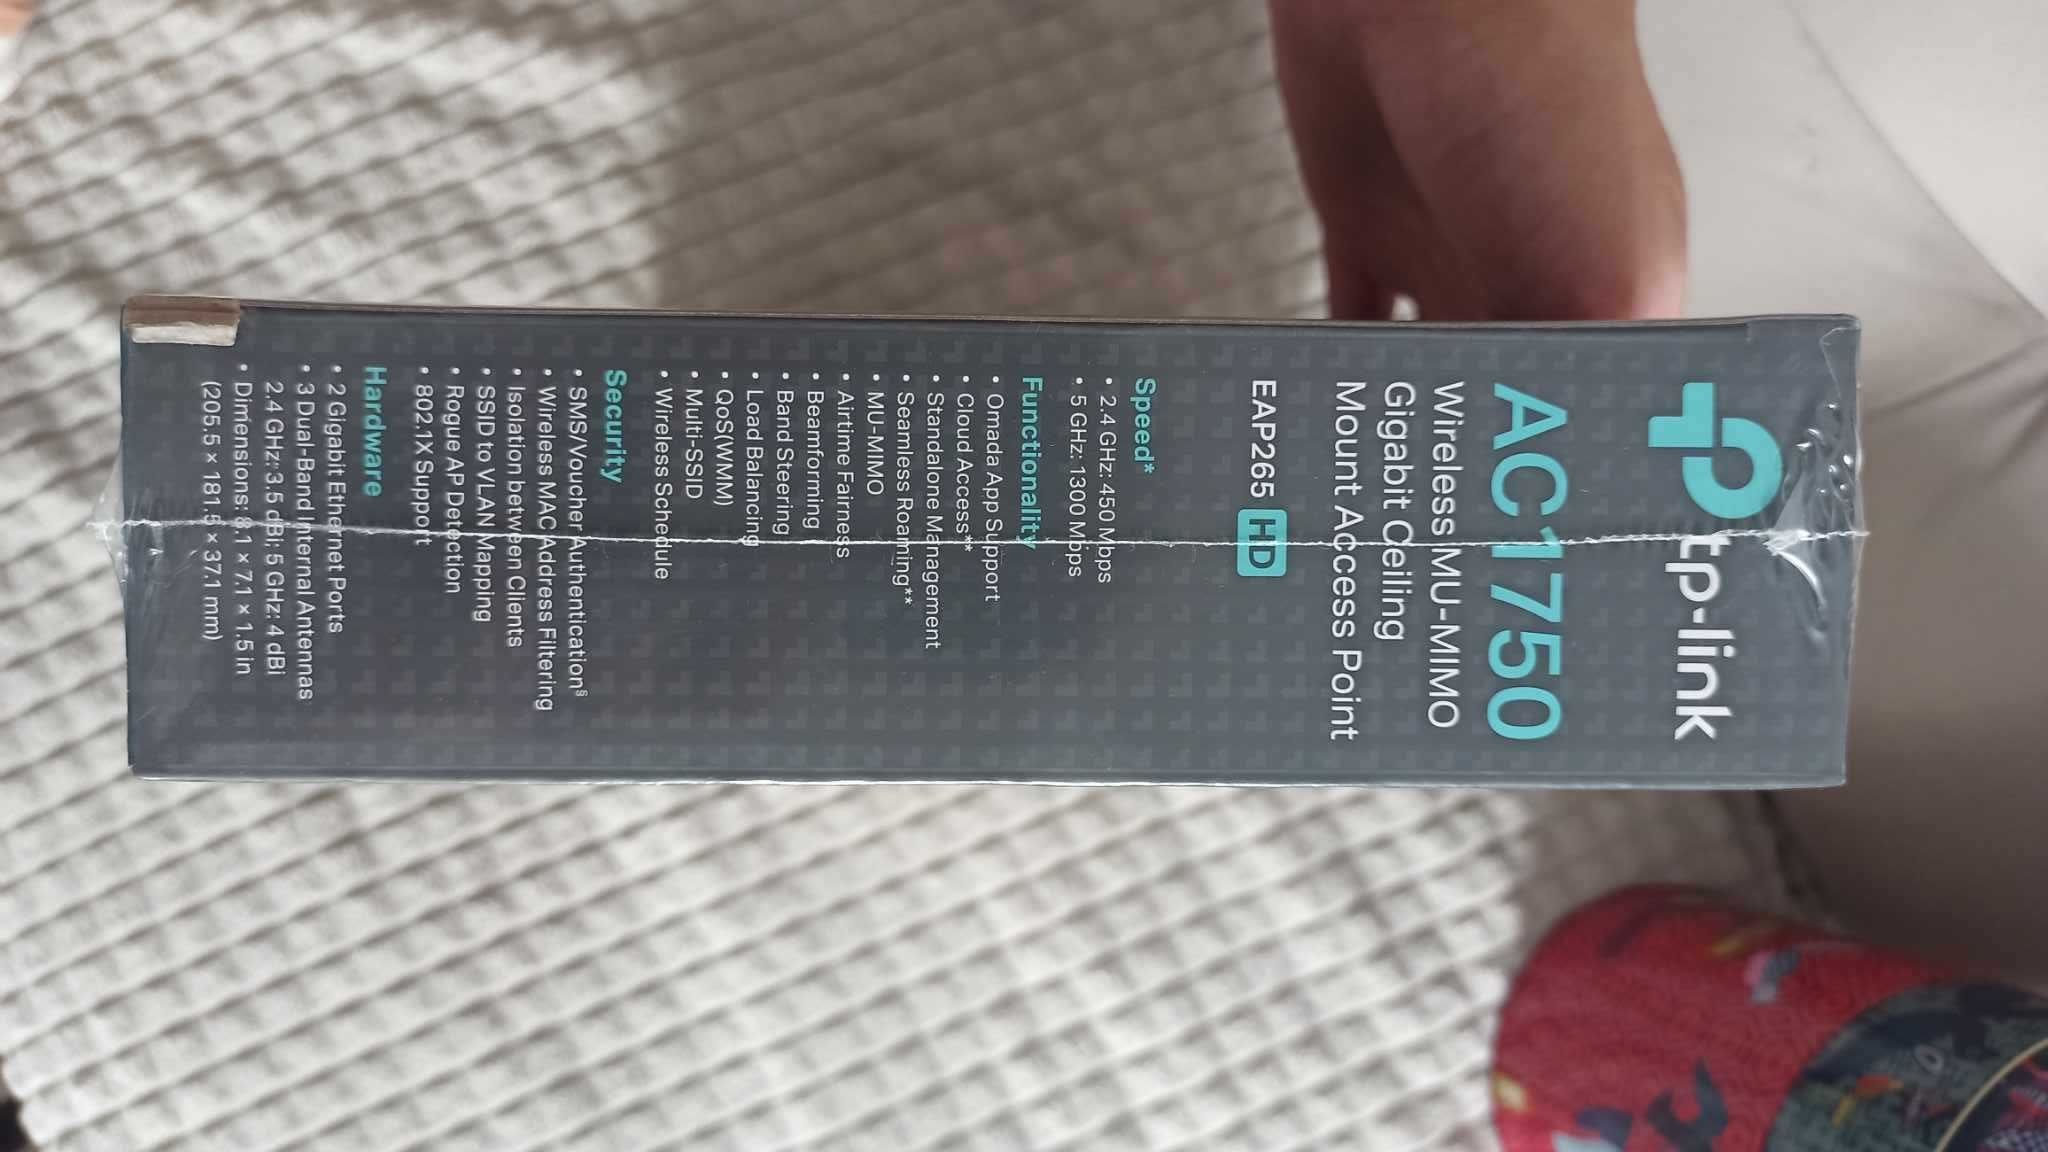 tp-link
AC1750
Wireless MU-MIMO
Gigabit Ceiling
Mount Access Point
EAP265 HD
Speed*
• 2.4 GHz: 450 Mbps
• 5 GHz: 1300 Mbps
Functionality
• Omada App Support
• Cloud Access**
• Standalone Management
• Seamless Roaming**
• MU-MIMO
• Airtime Fairness
• Beamforming
• Band Steering
• Load Balancing
• QoS(WMM)
• Multi-SSID
• Wireless Schedule
Security
• SMS/Voucher Authentication§
• Wireless MAC Address Filtering
• Isolation between Clients
• SSID to VLAN Mapping
• Rogue AP Detection
• 802.1X Support
Hardware
• 2 Gigabit Ethernet Ports
• 3 Dual-Band Internal Antennas
2.4 GHz: 3.5 dBi; 5 GHz: 4 dBi
• Dimensions: 8.1 × 7.1 × 1.5 in
(205.5 × 181.5 × 37.1 mm)